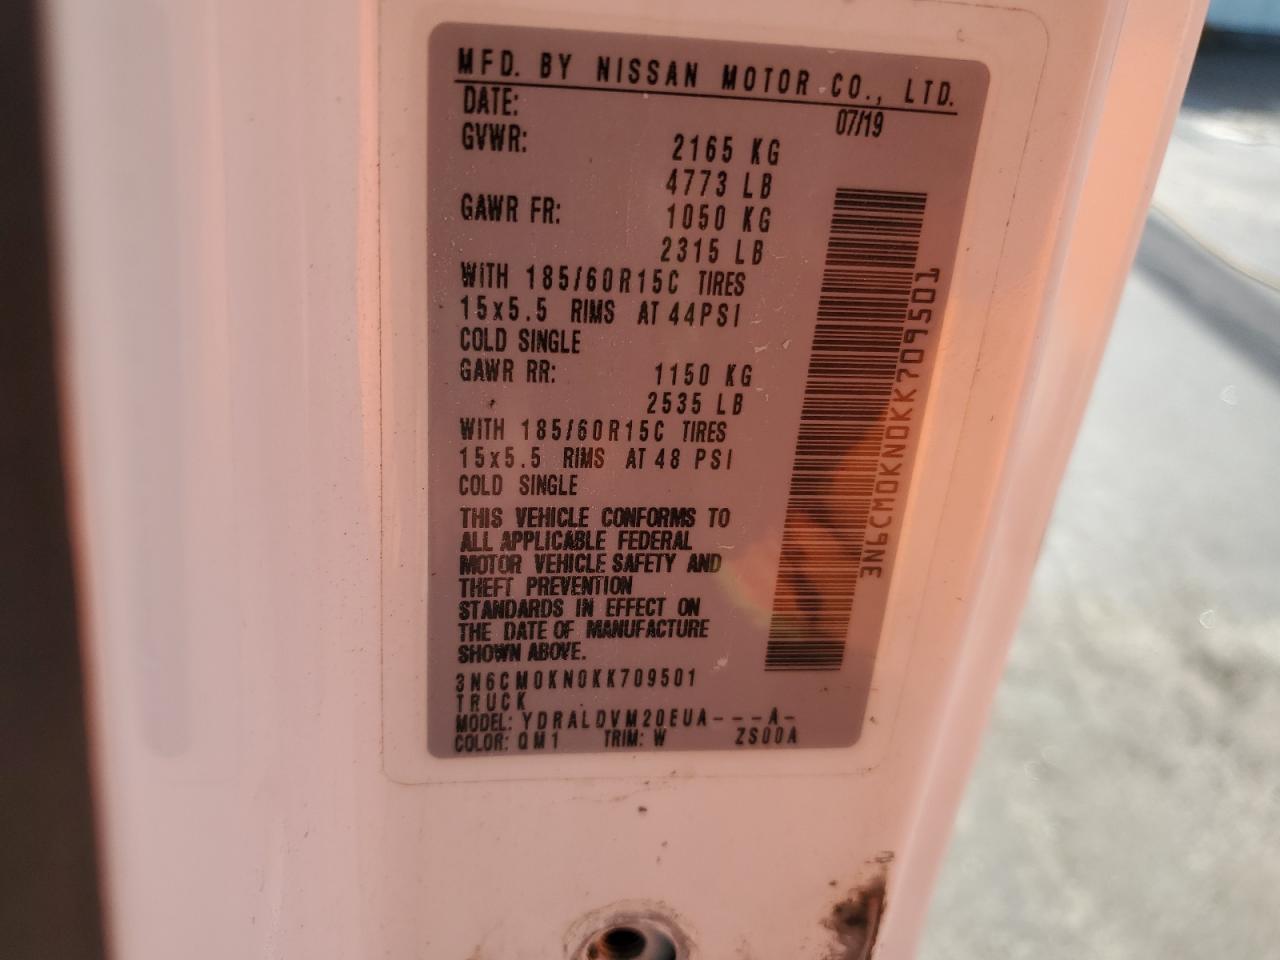 MFD. BY NISSAN MOTOR CO., LTD.
DATE: 07/19
GVWR: 2165 KG
4773 LB
GAWR FR: 1050 KG
2315 LB
WITH 185/60R15C TIRES
15x5.5 RIMS AT 44PSI
COLD SINGLE
GAWR RR: 1150 KG
2535 LB
WITH 185/60R15C TIRES
15x5.5 RIMS AT 48 PSI
COLD SINGLE
THIS VEHICLE CONFORMS TO
ALL APPLICABLE FEDERAL
MOTOR VEHICLE SAFETY AND
THEFT PREVENTION
STANDARDS IN EFFECT ON
THE DATE OF MANUFACTURE
SHOWN ABOVE.
3N6CM0KN0KK709501
TRUCK
MODEL: YDRALDVM20EUA---A-
COLOR: QM1 TRIM: W ZS00A
3N6CM0KN0KK709501